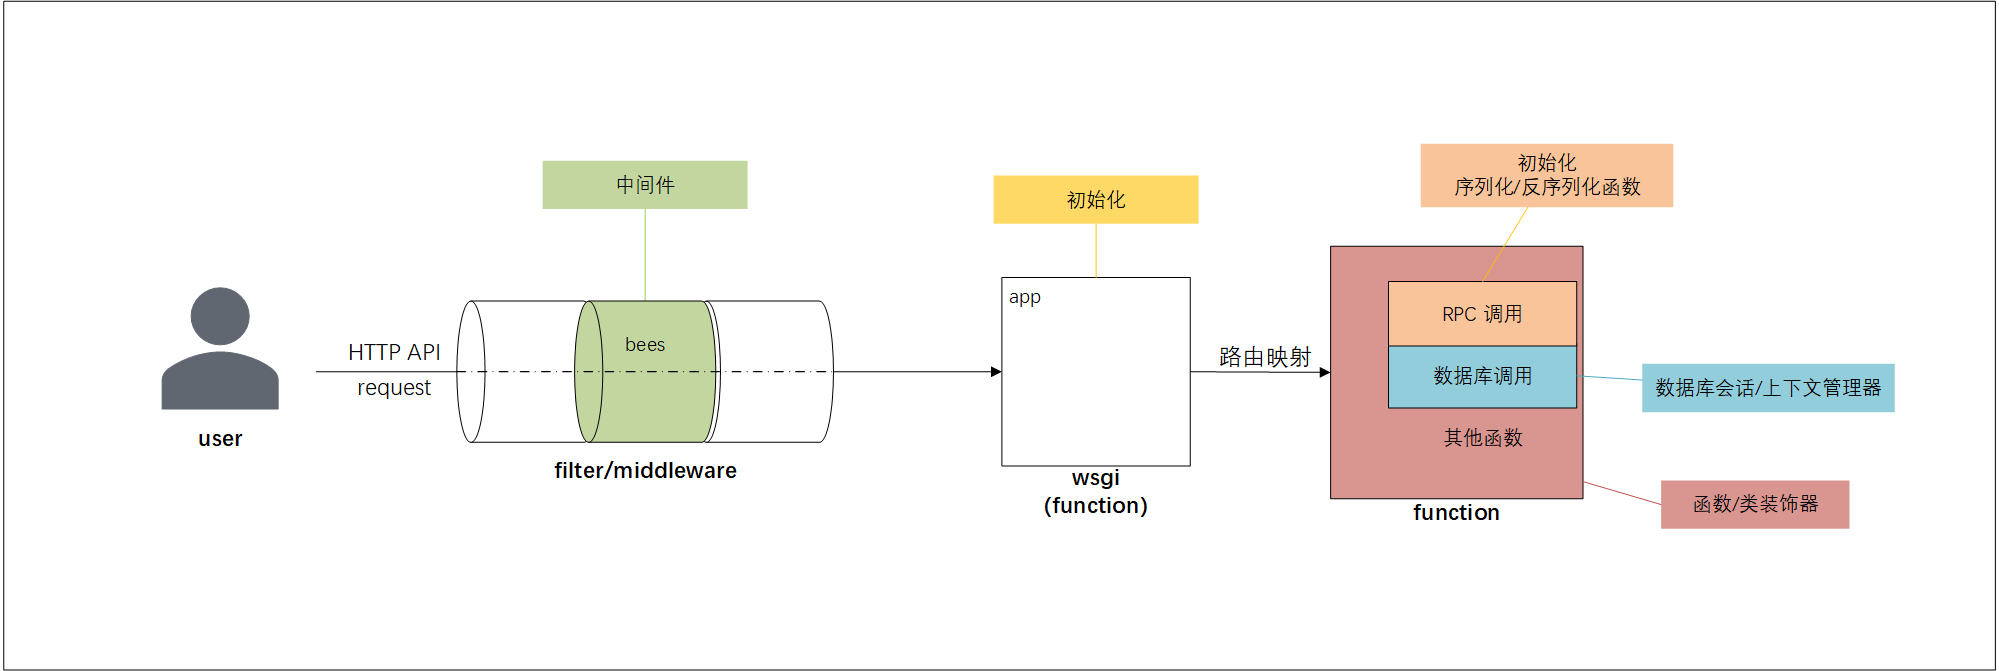 中间件
初始化
初始化
序列化/反序列化函数
HTTP API
request
user
bees
filter/middleware
app
wsgi
(function)
路由映射
RPC 调用
数据库调用
其他函数
function
数据库会话/上下文管理器
函数/类装饰器